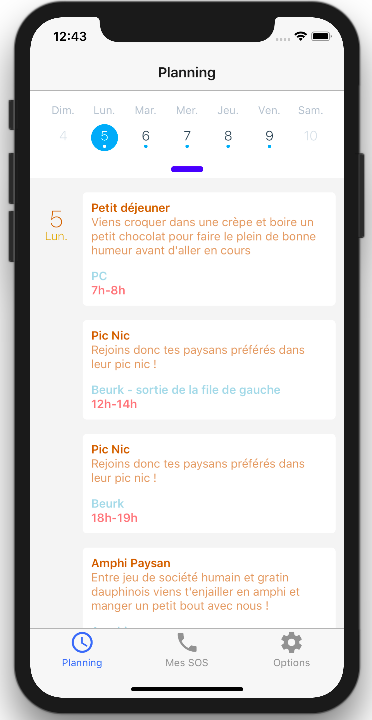 12:43
Planning
Dim. Lun. Mar. Mer. Jeu. Ven. Sam.
4 5 6 7 8 9 10
5
Lun.
Petit déjeuner
Viens croquer dans une crèpe et boire un
petit chocolat pour faire le plein de bonne
humeur avant d'aller en cours
PC
7h-8h
Pic Nic
Rejoins donc tes paysans préférés dans
leur pic nic !
Beurk - sortie de la file de gauche
12h-14h
Pic Nic
Rejoins donc tes paysans préférés dans
leur pic nic !
Beurk
18h-19h
Amphi Paysan
Entre jeu de société humain et gratin
dauphinois viens t'enjailler en amphi et
manger un petit bout avec nous !
Planning Mes SOS Options